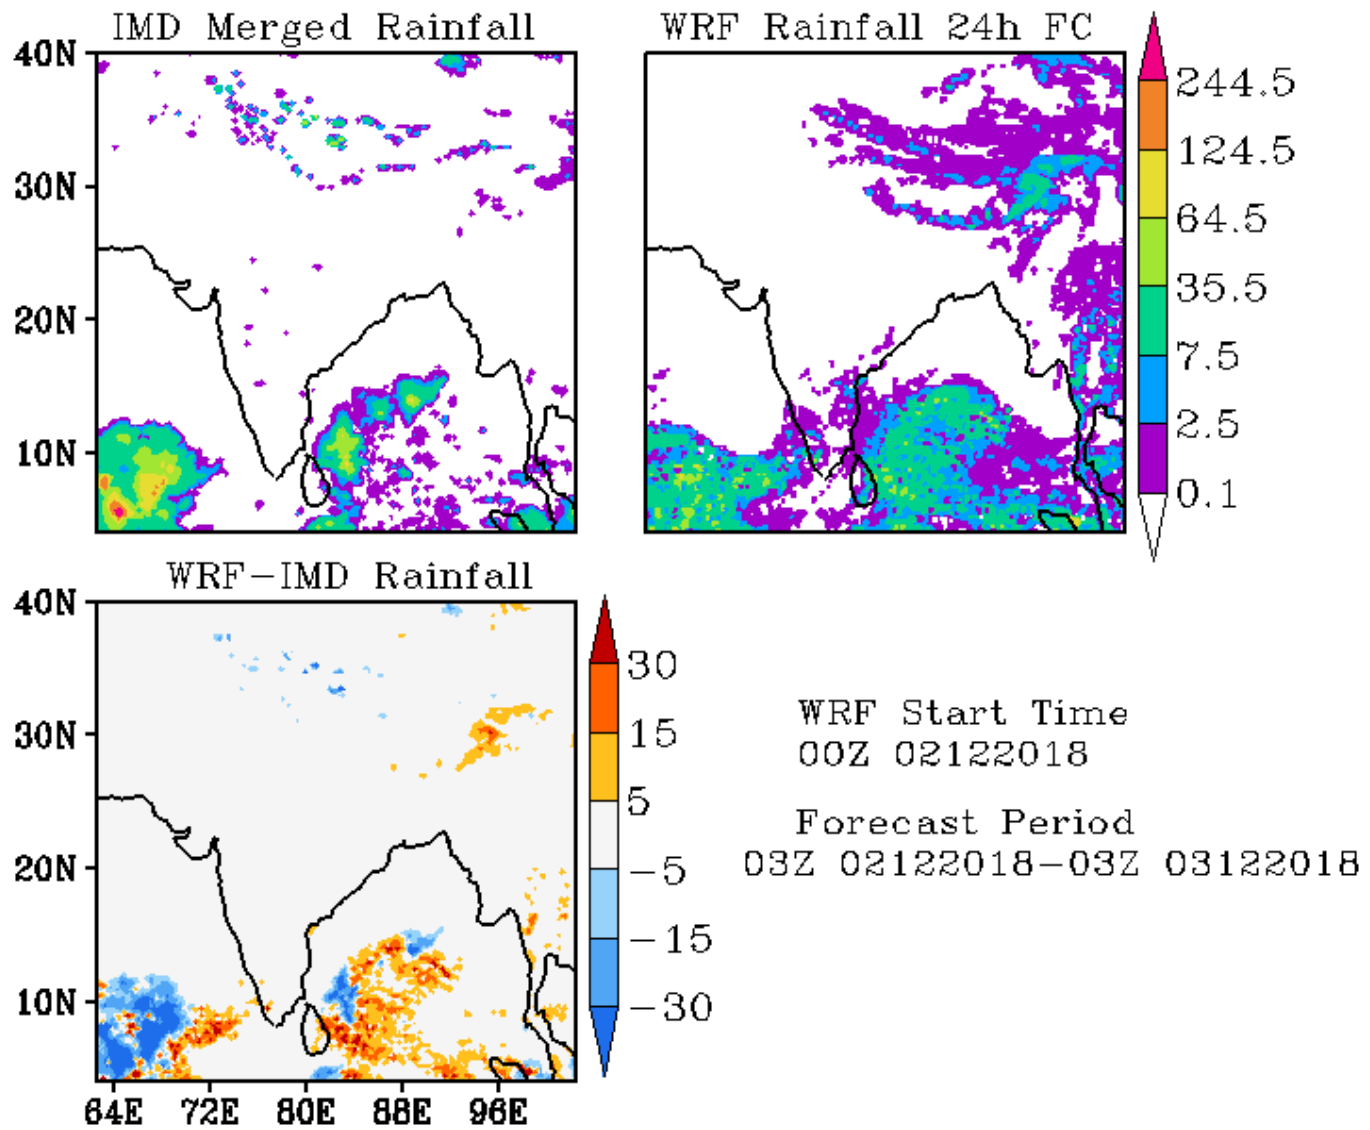 IMD Merged Rainfall
WRF Rainfall 24h FC
40N
30N
20N
10N
244.5
124.5
64.5
35.5
7.5
2.5
0.1
WRF-IMD Rainfall
40N
30N
20N
10N
64E 72E 80E 88E 96E
30
15
5
-5
-15
-30
WRF Start Time
00Z 02122018
Forecast Period
03Z 02122018-03Z 03122018